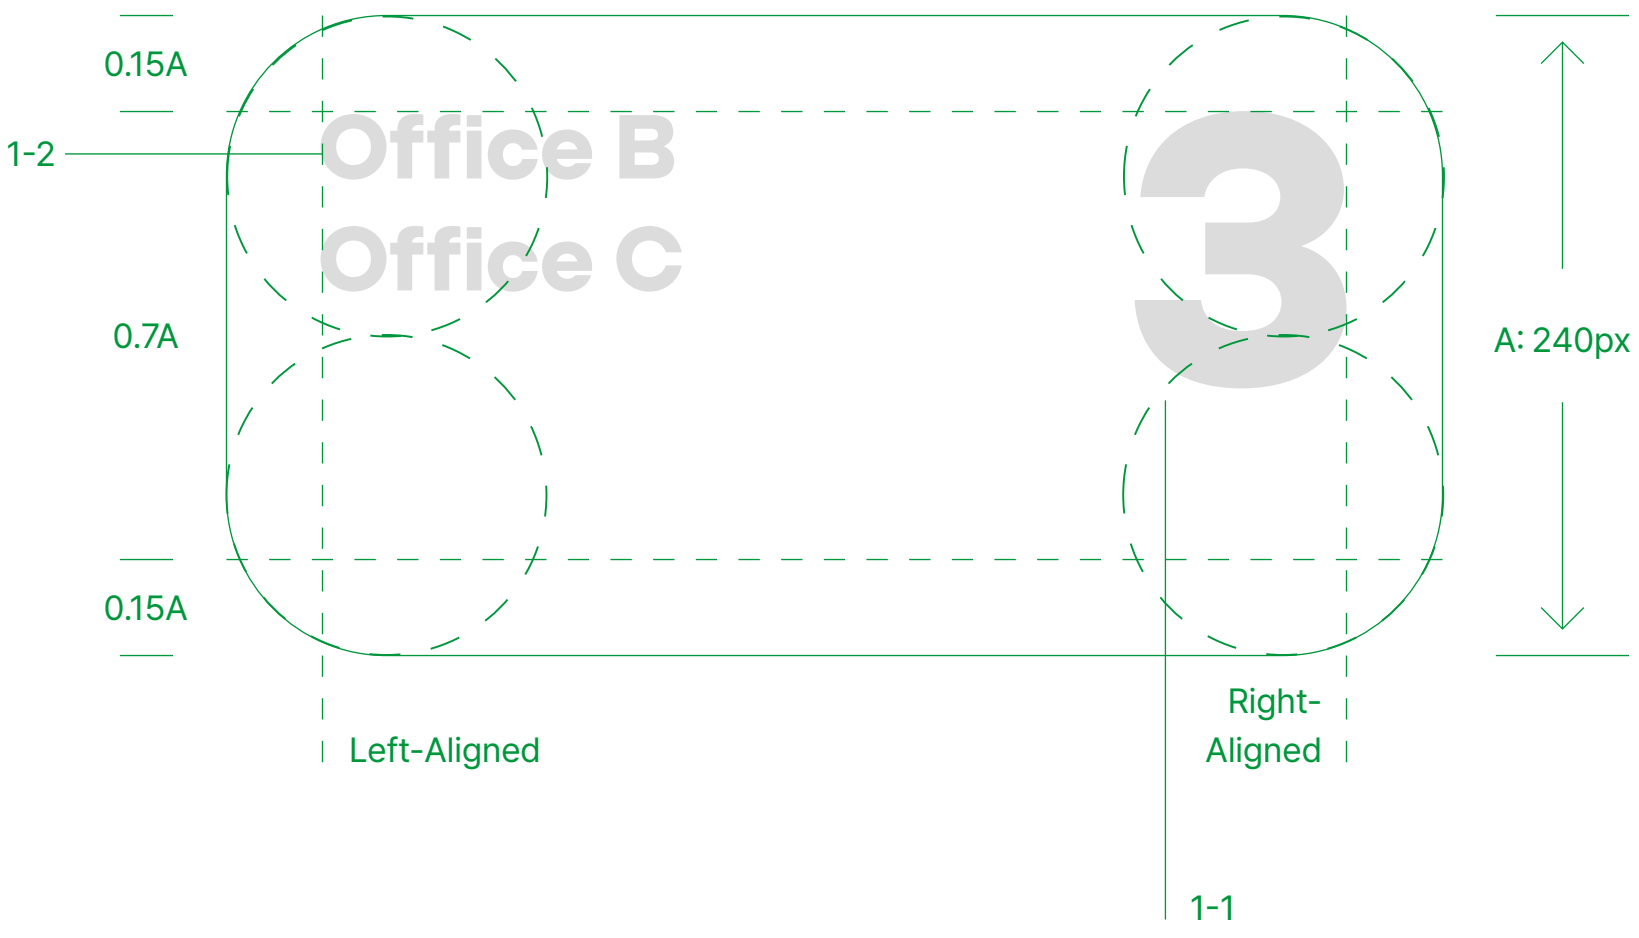 0.15A
1-2
Office B
Office C
3
0.7A
A: 240px
0.15A
Left-Aligned
Right-
Aligned
1-1